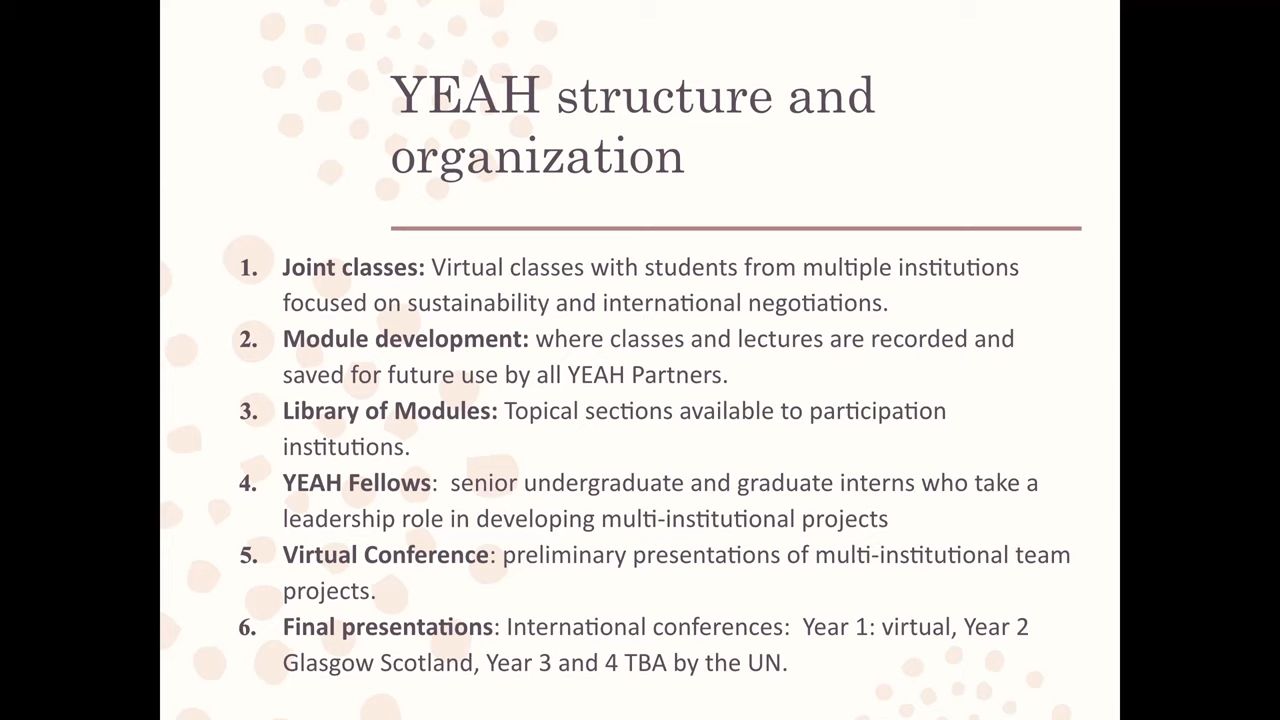 YEAH structure and
organization
1. Joint classes: Virtual classes with students from multiple institutions
focused on sustainability and international negotiations.
2. Module development: where classes and lectures are recorded and
saved for future use by all YEAH Partners.
3. Library of Modules: Topical sections available to participation
institutions.
4. YEAH Fellows:  senior undergraduate and graduate interns who take a
leadership role in developing multi-institutional projects
5. Virtual Conference: preliminary presentations of multi-institutional team
projects.
6. Final presentations: International conferences:  Year 1: virtual, Year 2
Glasgow Scotland, Year 3 and 4 TBA by the UN.